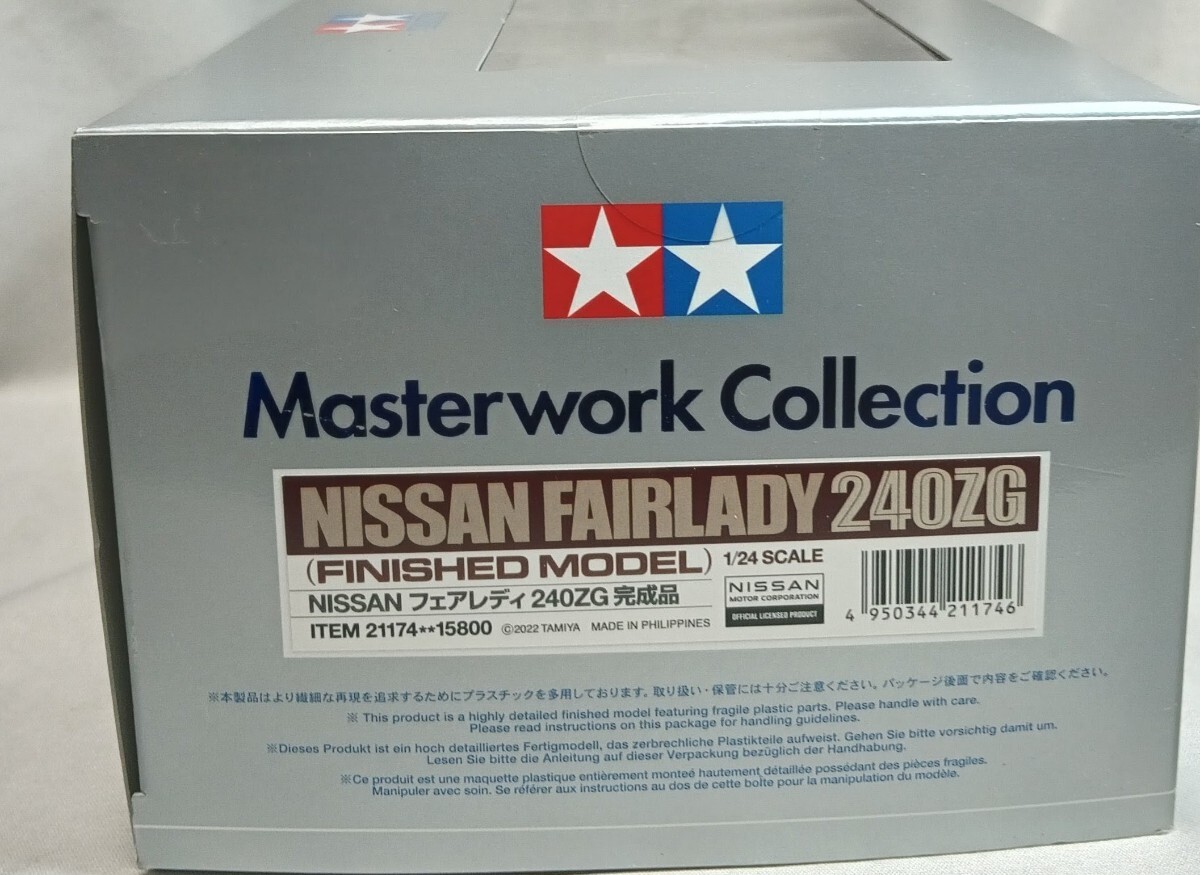 Masterwork Collection
NISSAN FAIRLADY 240ZG
(FINISHED MODEL) 1/24 SCALE
NISSAN フェアレディ 240ZG 完成品
ITEM 21174**15800 ©2022 TAMIYA MADE IN PHILIPPINES
NISSAN
MOTOR CORPORATION
OFFICIAL LICENSED PRODUCT
4 950344 211746
※本製品はより繊細な再現を追求するためにプラスチックを多用しております。取り扱い・保管には十分ご注意ください。パッケージ後面で内容をご確認ください。
※ This product is a highly detailed finished model featuring fragile plastic parts. Please handle with care.
Please read instructions on this package for handling guidelines.
※Dieses Produkt ist ein hoch detailliertes Fertigmodell, das zerbrechliche Plastikteile aufweist. Gehen Sie bitte vorsichtig damit um.
Lesen Sie bitte die Anleitung auf dieser Verpackung bezüglich der Handhabung.
※Ce produit est une maquette plastique entièrement monteé hautement détaillée possédant des pièces fragiles.
Manipuler avec soin. Se référer aux instructions au dos de cette boîte pour la manipulation du modèle.